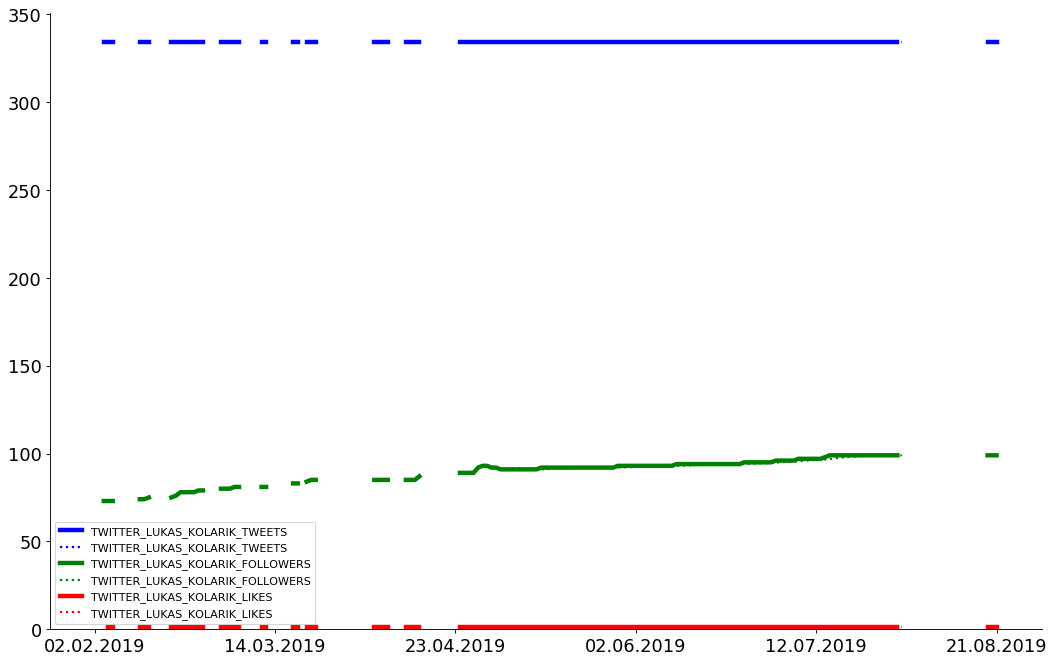 350
300
250
200
150
100
50
0
TWITTER_LUKAS_KOLARIK_TWEETS
TWITTER_LUKAS_KOLARIK_TWEETS
TWITTER_LUKAS_KOLARIK_FOLLOWERS
TWITTER_LUKAS_KOLARIK_FOLLOWERS
TWITTER_LUKAS_KOLARIK_LIKES
TWITTER_LUKAS_KOLARIK_LIKES
02.02.2019 14.03.2019 23.04.2019 02.06.2019 12.07.2019 21.08.2019